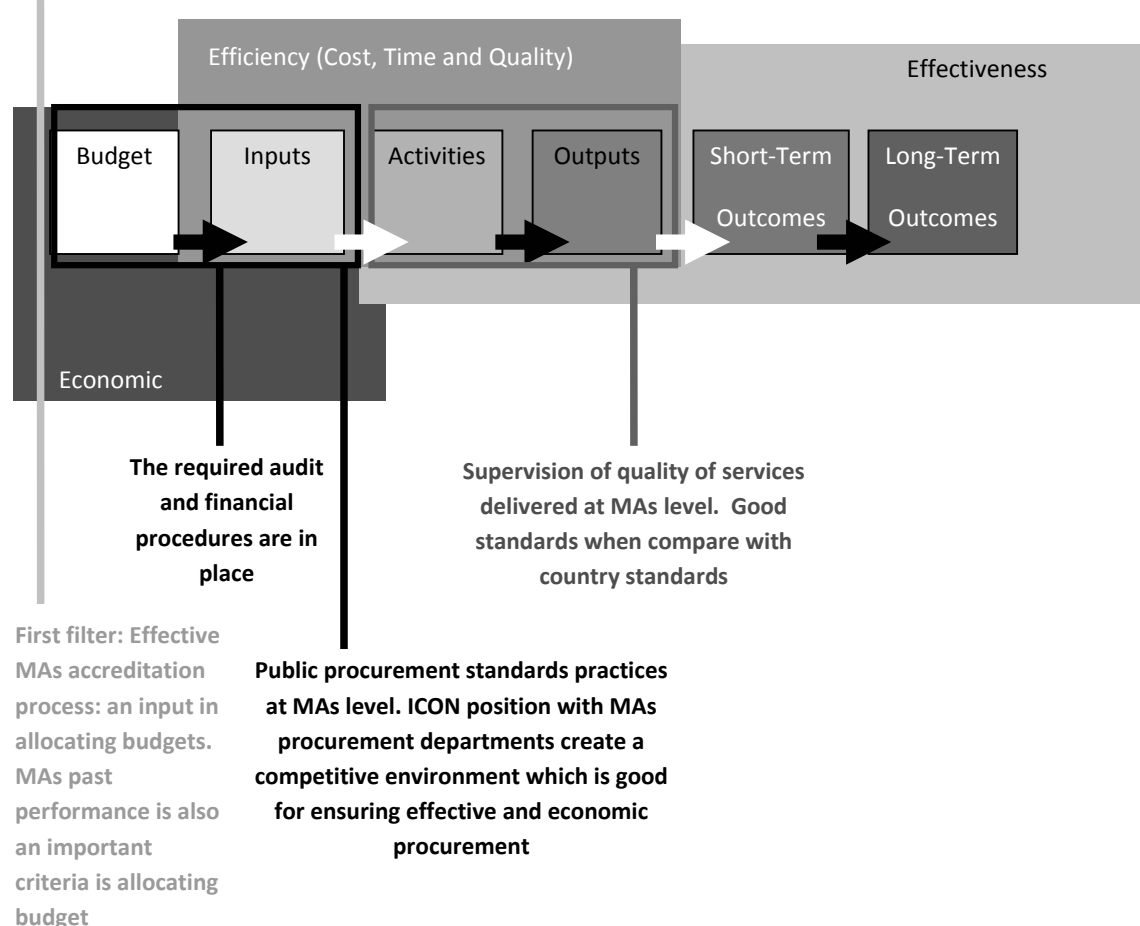 Efficiency (Cost, Time and Quality)
Effectiveness
Budget
Inputs
Activities
Outputs
Short-Term
Outcomes
Long-Term
Outcomes
Economic
The required audit
and financial
procedures are in
place
Supervision of quality of services
delivered at MAs level.  Good
standards when compare with
country standards
First filter: Effective
MAs accreditation
process: an input in
allocating budgets.
MAs past
performance is also
an important
criteria is allocating
budget
Public procurement standards practices
at MAs level. ICON position with MAs
procurement departments create a
competitive environment which is good
for ensuring effective and economic
procurement